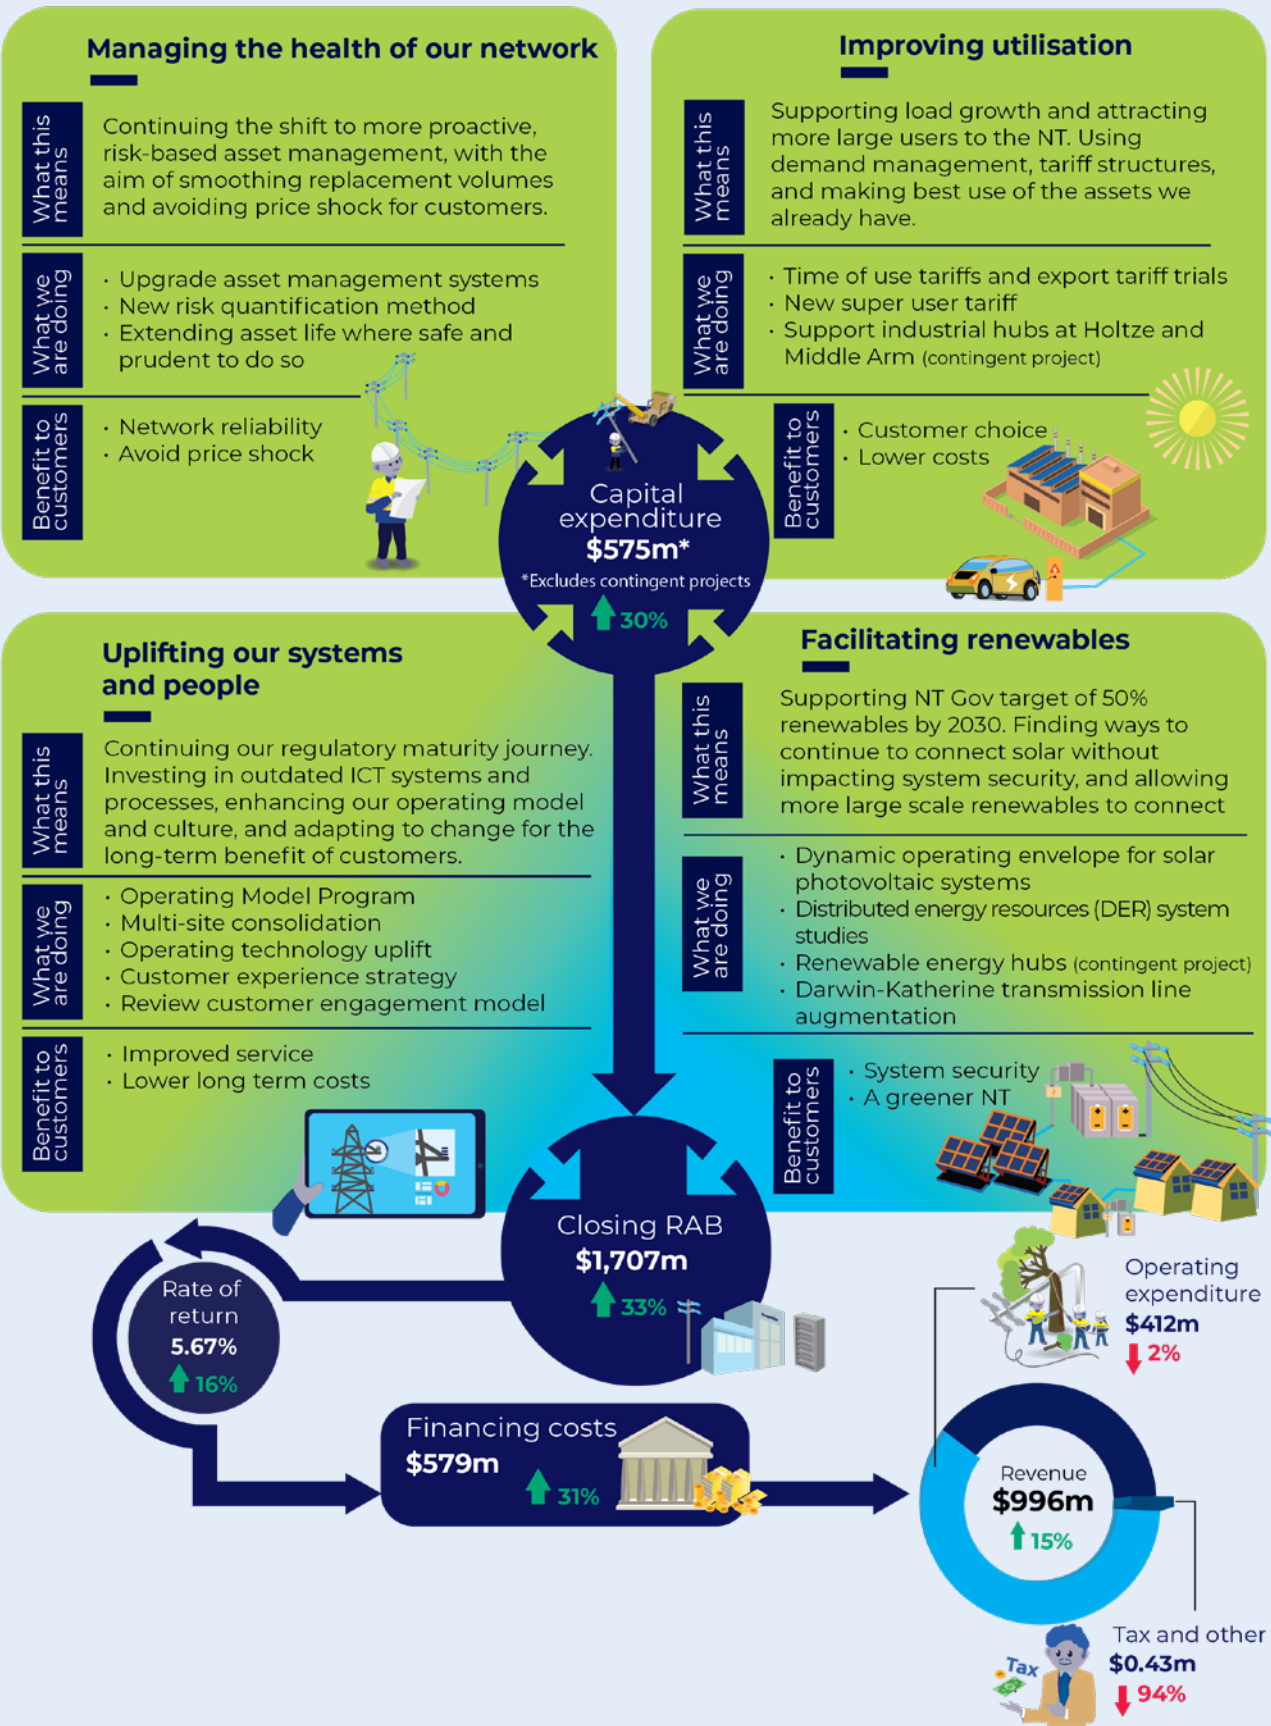 Managing the health of our network
What this
means
Continuing the shift to more proactive,
risk-based asset management, with the
aim of smoothing replacement volumes
and avoiding price shock for customers.
What we
are doing
· Upgrade asset management systems
· New risk quantification method
· Extending asset life where safe and
prudent to do so
Benefit to
customers
· Network reliability
· Avoid price shock
Improving utilisation
What this
means
Supporting load growth and attracting
more large users to the NT. Using
demand management, tariff structures,
and making best use of the assets we
already have.
What we
are doing
· Time of use tariffs and export tariff trials
· New super user tariff
· Support industrial hubs at Holtze and
Middle Arm (contingent project)
Benefit to
customers
· Customer choice
· Lower costs
Capital
expenditure
$575m*
*Excludes contingent projects
30%
Uplifting our systems
and people
What this
means
Continuing our regulatory maturity journey.
Investing in outdated ICT systems and
processes, enhancing our operating model
and culture, and adapting to change for the
long-term benefit of customers.
What we
are doing
· Operating Model Program
· Multi-site consolidation
· Operating technology uplift
· Customer experience strategy
· Review customer engagement model
Benefit to
customers
· Improved service
· Lower long term costs
Facilitating renewables
What this
means
Supporting NT Gov target of 50%
renewables by 2030. Finding ways to
continue to connect solar without
impacting system security, and allowing
more large scale renewables to connect
What we
are doing
· Dynamic operating envelope for solar
photovoltaic systems
· Distributed energy resources (DER) system
studies
· Renewable energy hubs (contingent project)
· Darwin-Katherine transmission line
augmentation
Benefit to
customers
· System security
· A greener NT
Closing RAB
$1,707m
33%
Rate of
return
5.67%
16%
Financing costs
$579m
31%
Operating
expenditure
$412m
2%
Revenue
$996m
15%
Tax and other
$0.43m
94%
Tax